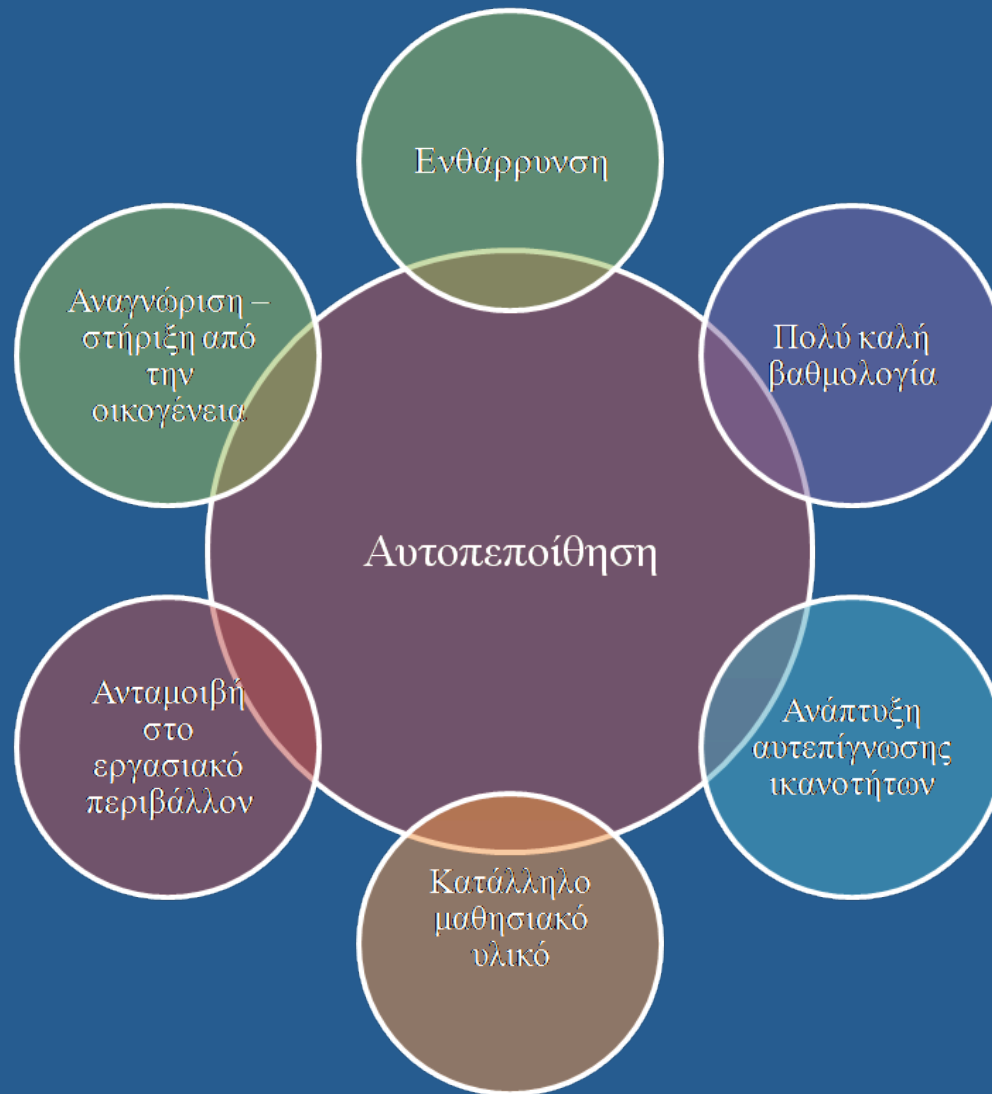 Ενθάρρυνση
Αναγνώριση –
στήριξη από
την
οικογένεια
Πολύ καλή
βαθμολογία
Αυτοπεποίθηση
Ανταμοιβή
στο
εργασιακό
περιβάλλον
Ανάπτυξη
αυτεπίγνωσης
ικανοτήτων
Κατάλληλο
μαθησιακό
υλικό